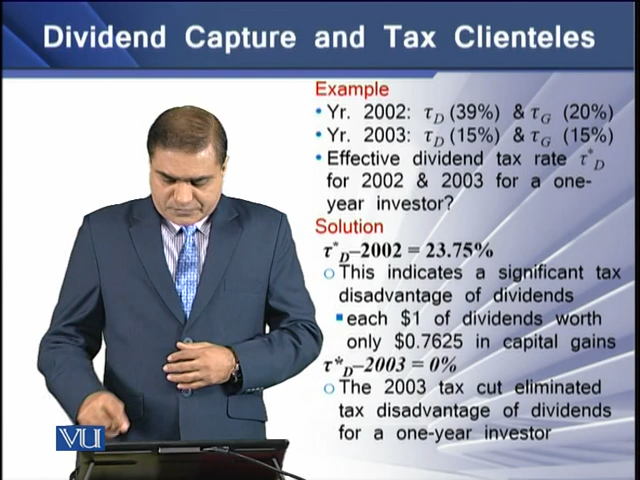 Dividend Capture and Tax Clienteles
Example
• Yr. 2002: τD (39%) & τG (20%)
• Yr. 2003: τD (15%) & τG (15%)
• Effective dividend tax rate τ*D
for 2002 & 2003 for a one-
year investor?
Solution
τ*D–2002 = 23.75%
o This indicates a significant tax
disadvantage of dividends
▪ each $1 of dividends worth
only $0.7625 in capital gains
τ*D–2003 = 0%
o The 2003 tax cut eliminated
tax disadvantage of dividends
for a one-year investor
VU